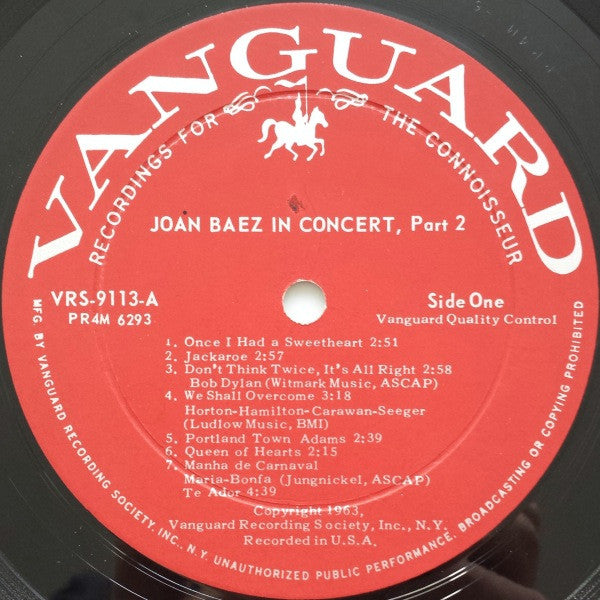 VANGUARD
RECORDINGS FOR THE CONNOISSEUR
JOAN BAEZ IN CONCERT, Part 2
VRS-9113-A
PR4M 6293
Side One
Vanguard Quality Control
1. Once I Had a Sweetheart 2:51
2. Jackaroe 2:57
3. Don't Think Twice, It's All Right 2:58
Bob Dylan (Witmark Music, ASCAP)
4. We Shall Overcome 3:18
Horton-Hamilton-Carawan-Seeger
(Ludlow Music, BMI)
5. Portland Town Adams 2:39
6. Queen of Hearts 2:15
7. Manha de Carnaval
Maria-Bonfa (Jungnickel, ASCAP)
Te Ador 4:39
Copyright 1963,
Vanguard Recording Society, Inc., N.Y.
Recorded in U.S.A.
MFG. BY VANGUARD RECORDING SOCIETY, INC., N.Y. UNAUTHORIZED PUBLIC PERFORMANCE, BROADCASTING OR COPYING PROHIBITED